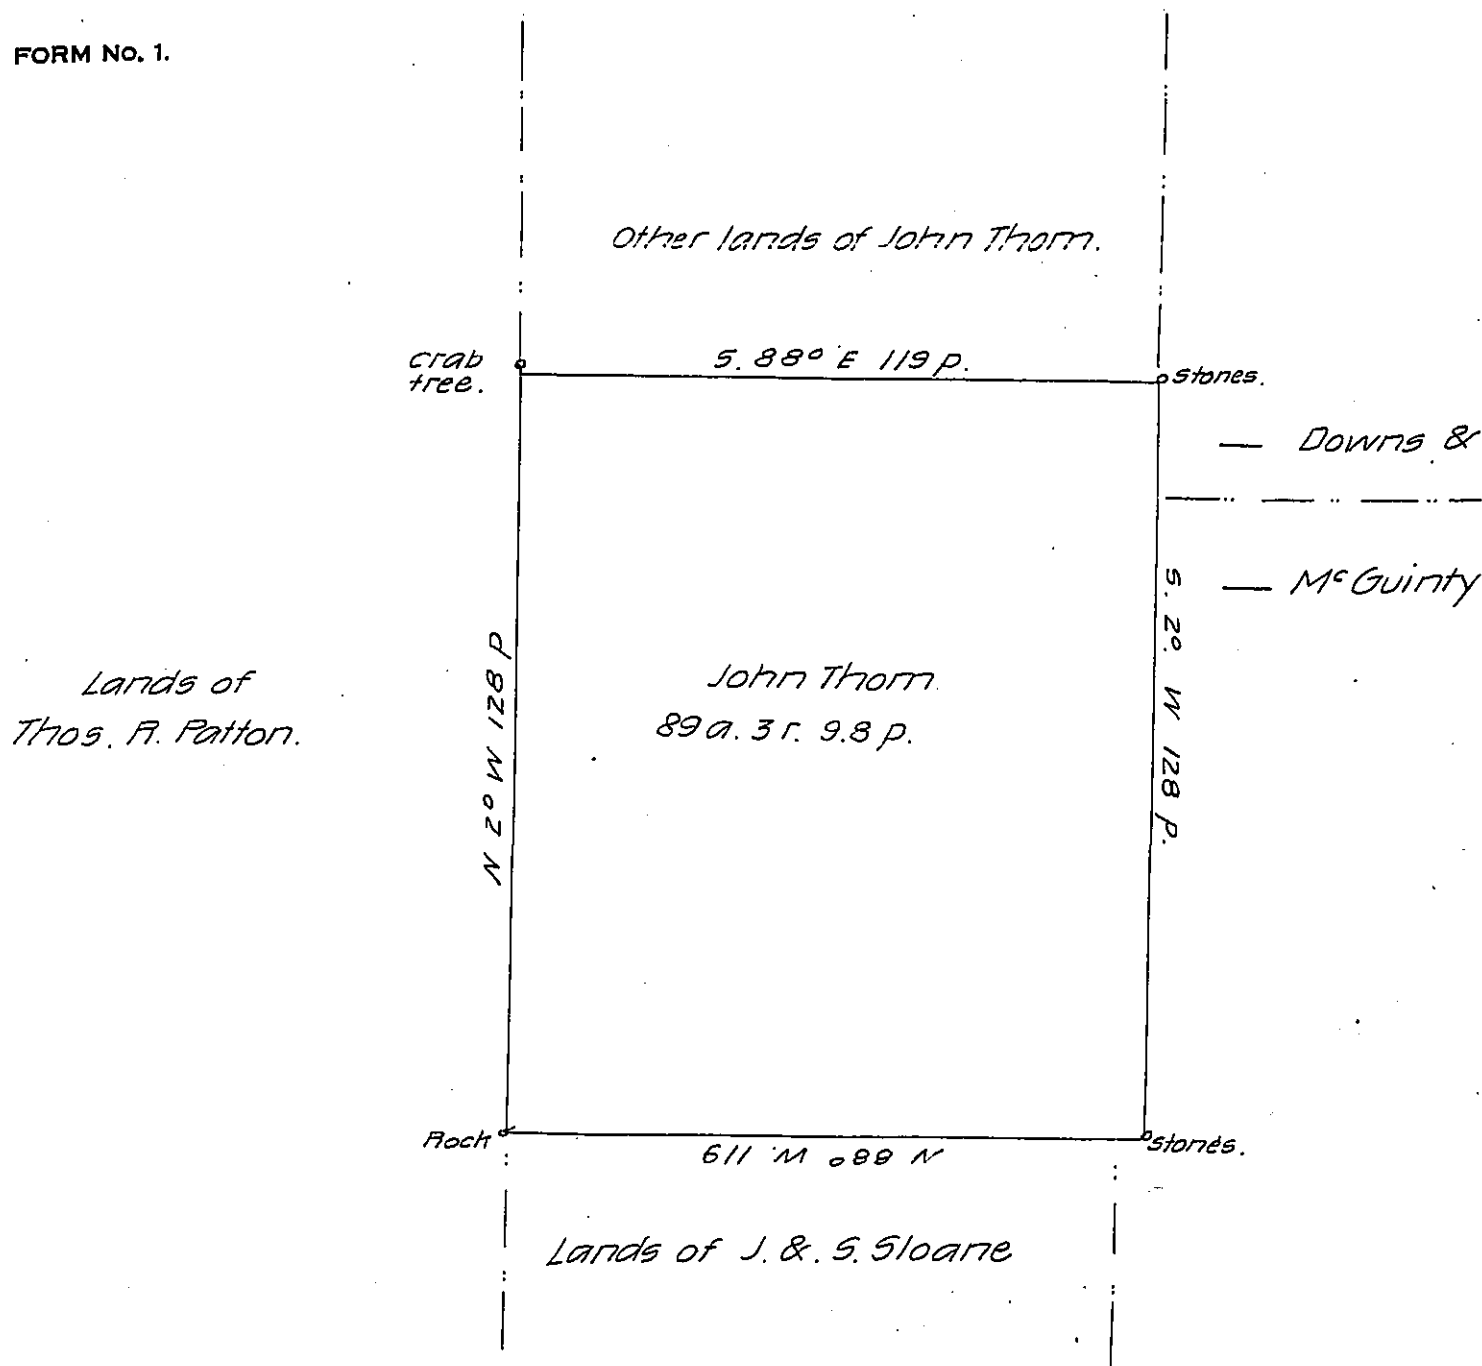 FORM No. 1.
Other lands of John Thom.
crab
tree.
S. 88° E 119 p.
stones.
— Downs &
— McGuinty
S. 2° W 128 p.
N 2° W 128 p
Lands of
Thos. R. Patton.
John Thom
89 a. 3 r. 9.8 p.
Rock
stones.
N 88° W. 119
Lands of J. & S. Sloane